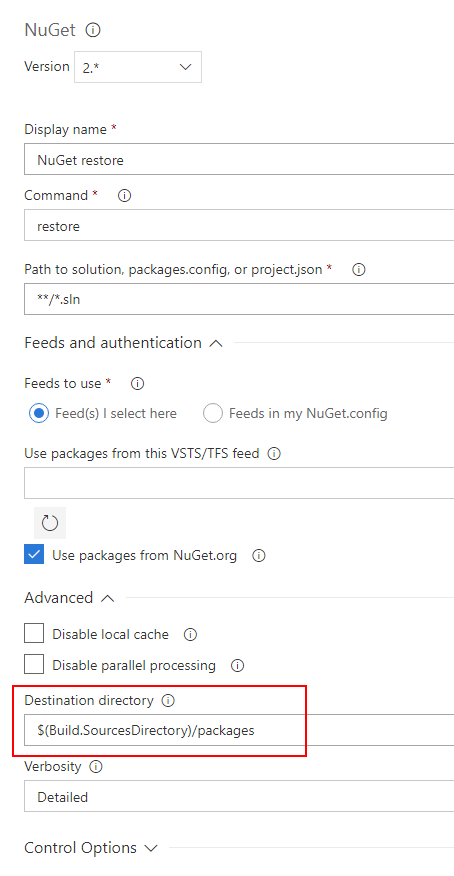 NuGet
Version 2.*
Display name *
NuGet restore
Command *
restore
Path to solution, packages.config, or project.json *
**/*.sln
Feeds and authentication
Feeds to use *
Feed(s) I select here Feeds in my NuGet.config
Use packages from this VSTS/TFS feed
Use packages from NuGet.org
Advanced
Disable local cache
Disable parallel processing
Destination directory
$(Build.SourcesDirectory)/packages
Verbosity
Detailed
Control Options